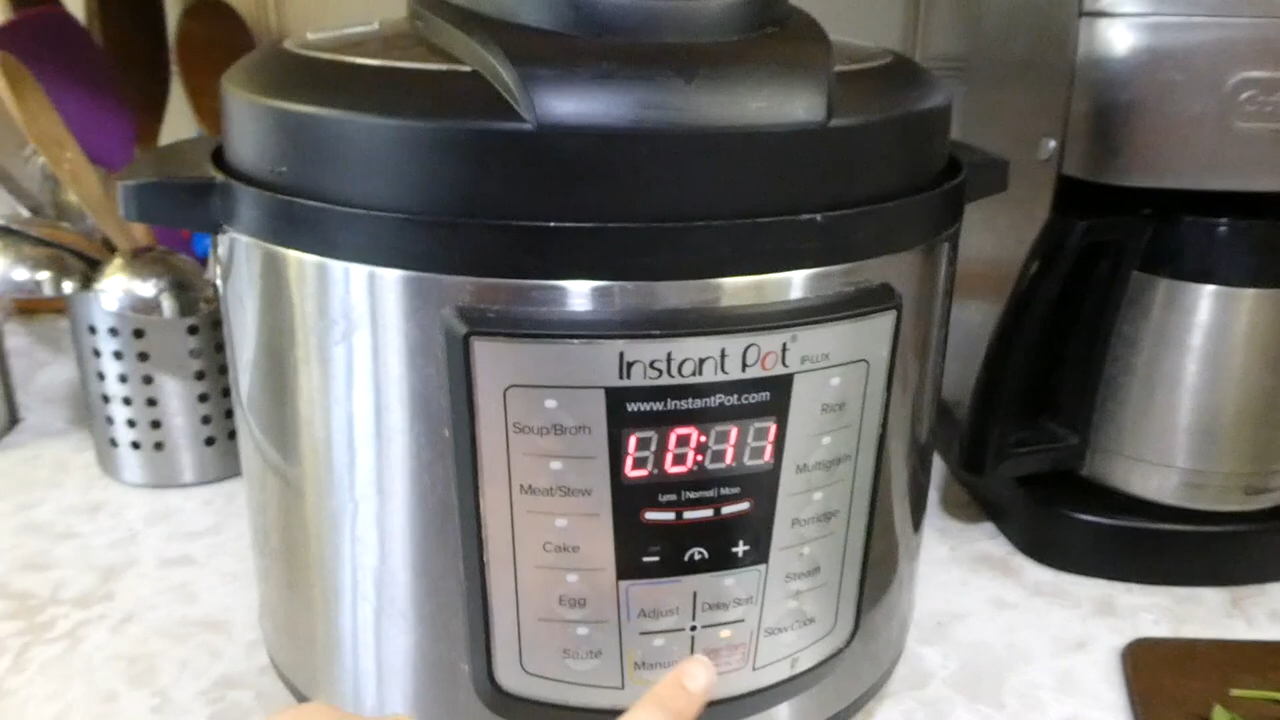 Instant Pot® IP-LUX
www.InstantPot.com
L0:11
Less | Normal | More
− +
Soup/Broth
Meat/Stew
Cake
Egg
Sauté
Adjust
Delay Start
Rice
Multigrain
Porridge
Steam
Slow Cook